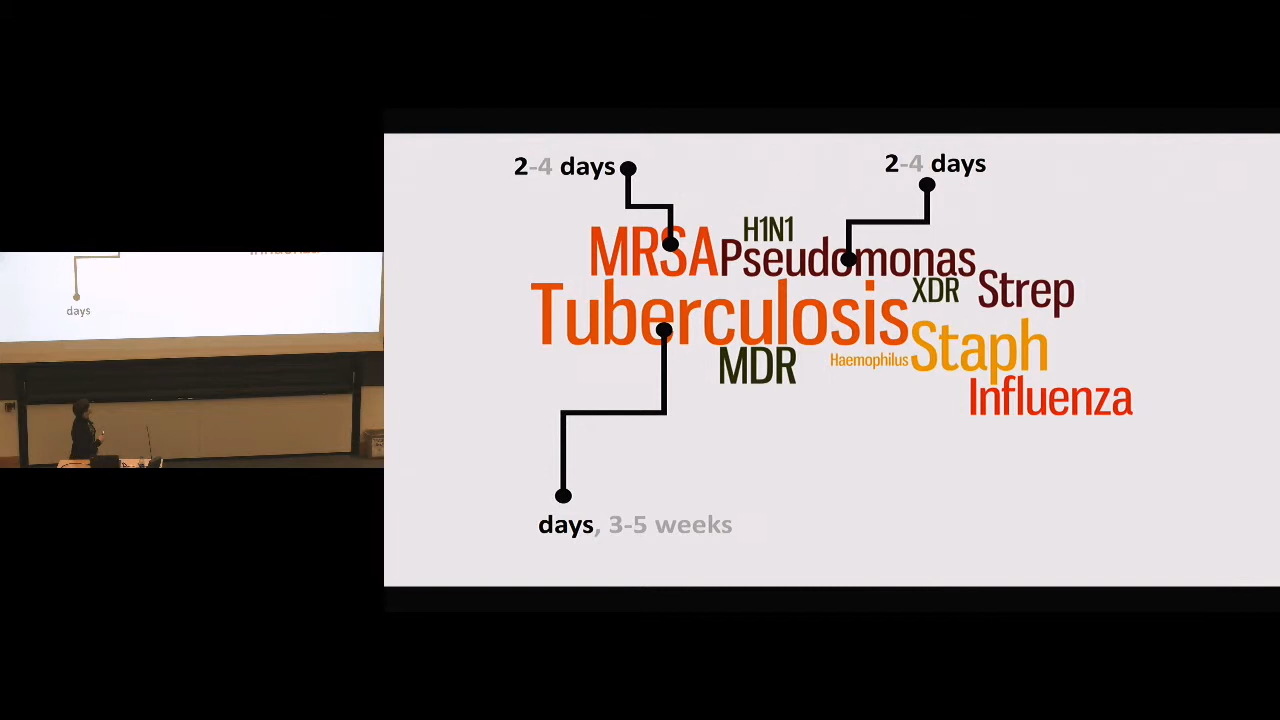 2-4 days
2-4 days
H1N1
MRSA
Pseudomonas
XDR
Strep
Tuberculosis
MDR
Haemophilus
Staph
Influenza
days, 3-5 weeks
days